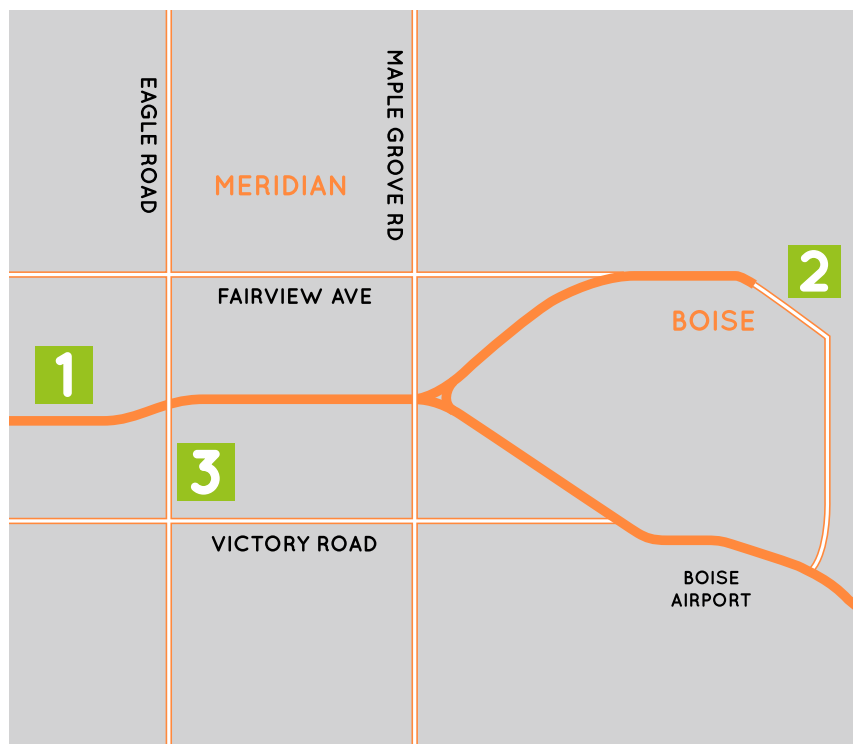 EAGLE ROAD
MAPLE GROVE RD
MERIDIAN
2
FAIRVIEW AVE
BOISE
1
3
VICTORY ROAD
BOISE
AIRPORT